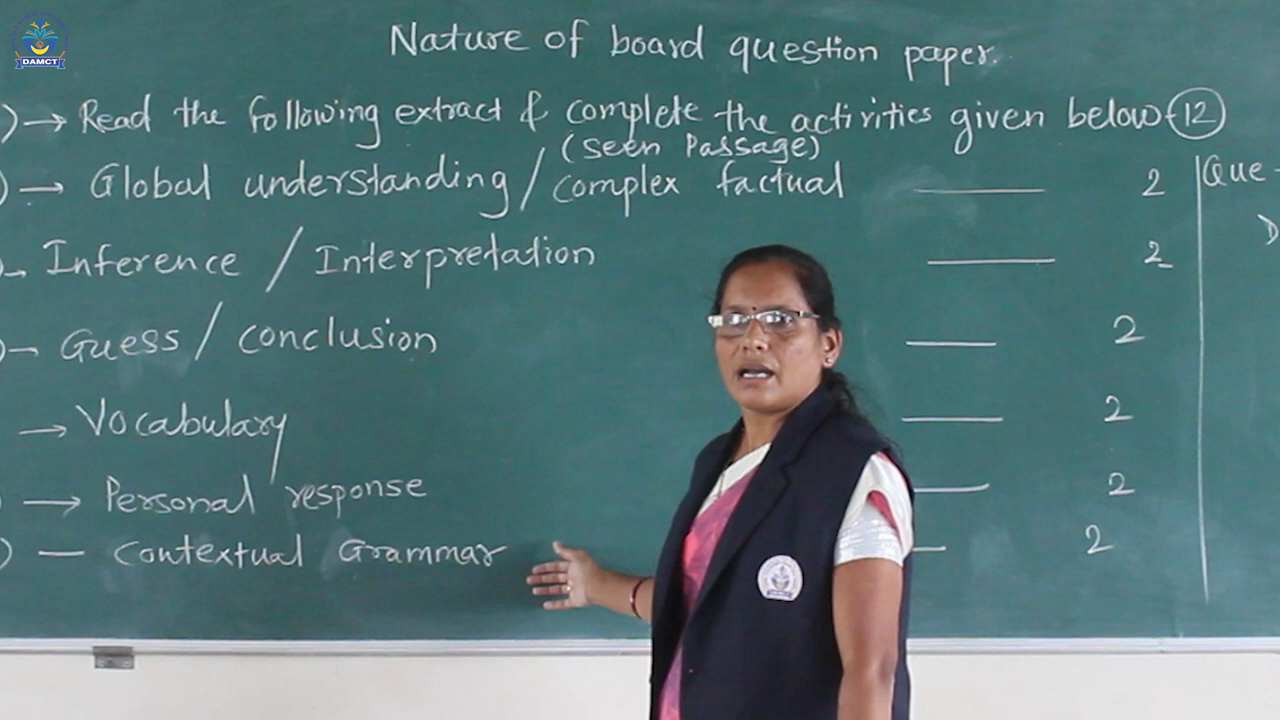 DAMCT
Nature of board question paper.
) → Read the following extract & complete the activities given below - 12
(Seen Passage)
) — Global understanding / complex factual — 2 Que -
D
) - Inference / Interpretation — 2
) - Guess / conclusion — 2
→ Vocabulary — 2
) → Personal response — 2
) — Contextual Grammar — 2